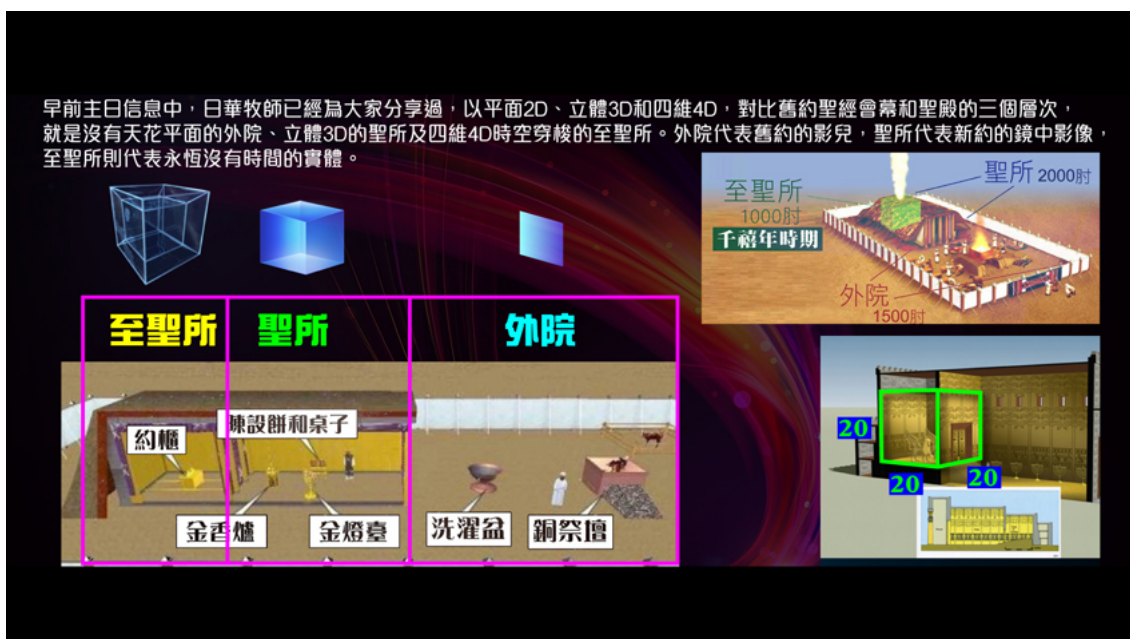 早前主日信息中，日華牧師已經為大家分享過，以平面2D、立體3D和四維4D，對比舊約聖經會幕和聖殿的三個層次，
就是沒有天花平面的外院、立體3D的聖所及四維4D時空穿梭的至聖所。外院代表舊約的影兒，聖所代表新約的鏡中影像，
至聖所則代表永恆沒有時間的實體。
至聖所
1000肘
千禧年時期
聖所 2000肘
外院
1500肘
至聖所
聖所
外院
約櫃
陳設餅和桌子
金香爐
金燈臺
洗濯盆
銅祭壇
20
20
20